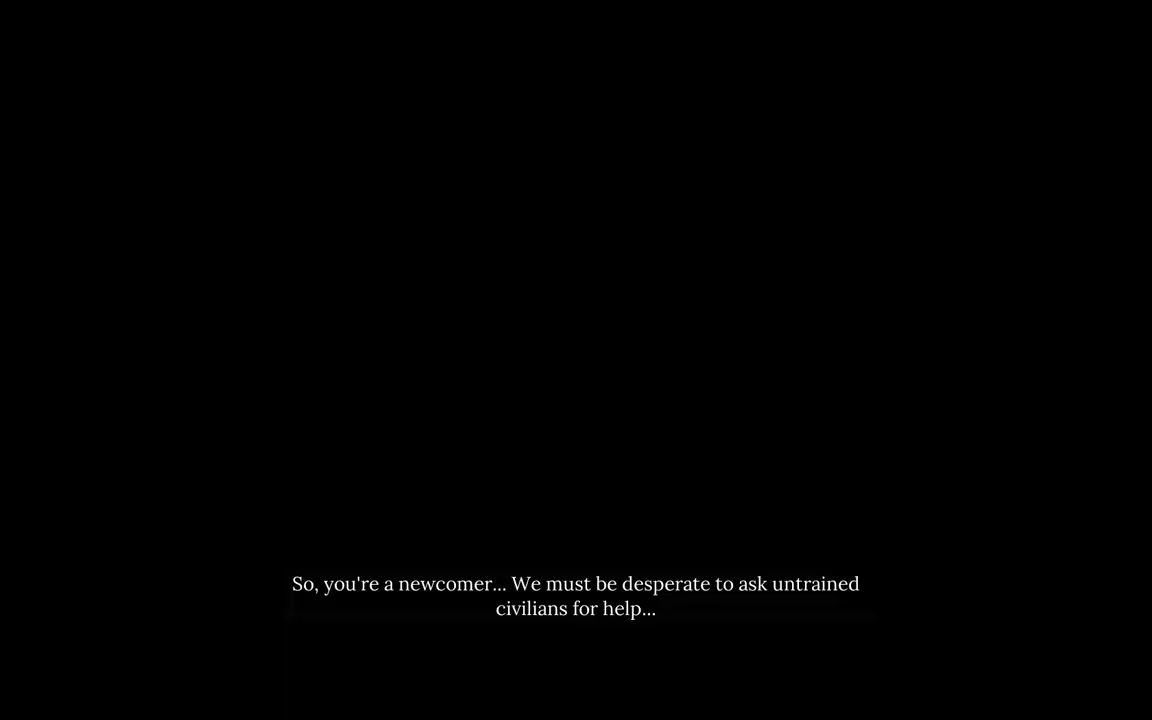 So, you're a newcomer... We must be desperate to ask untrained
civilians for help...